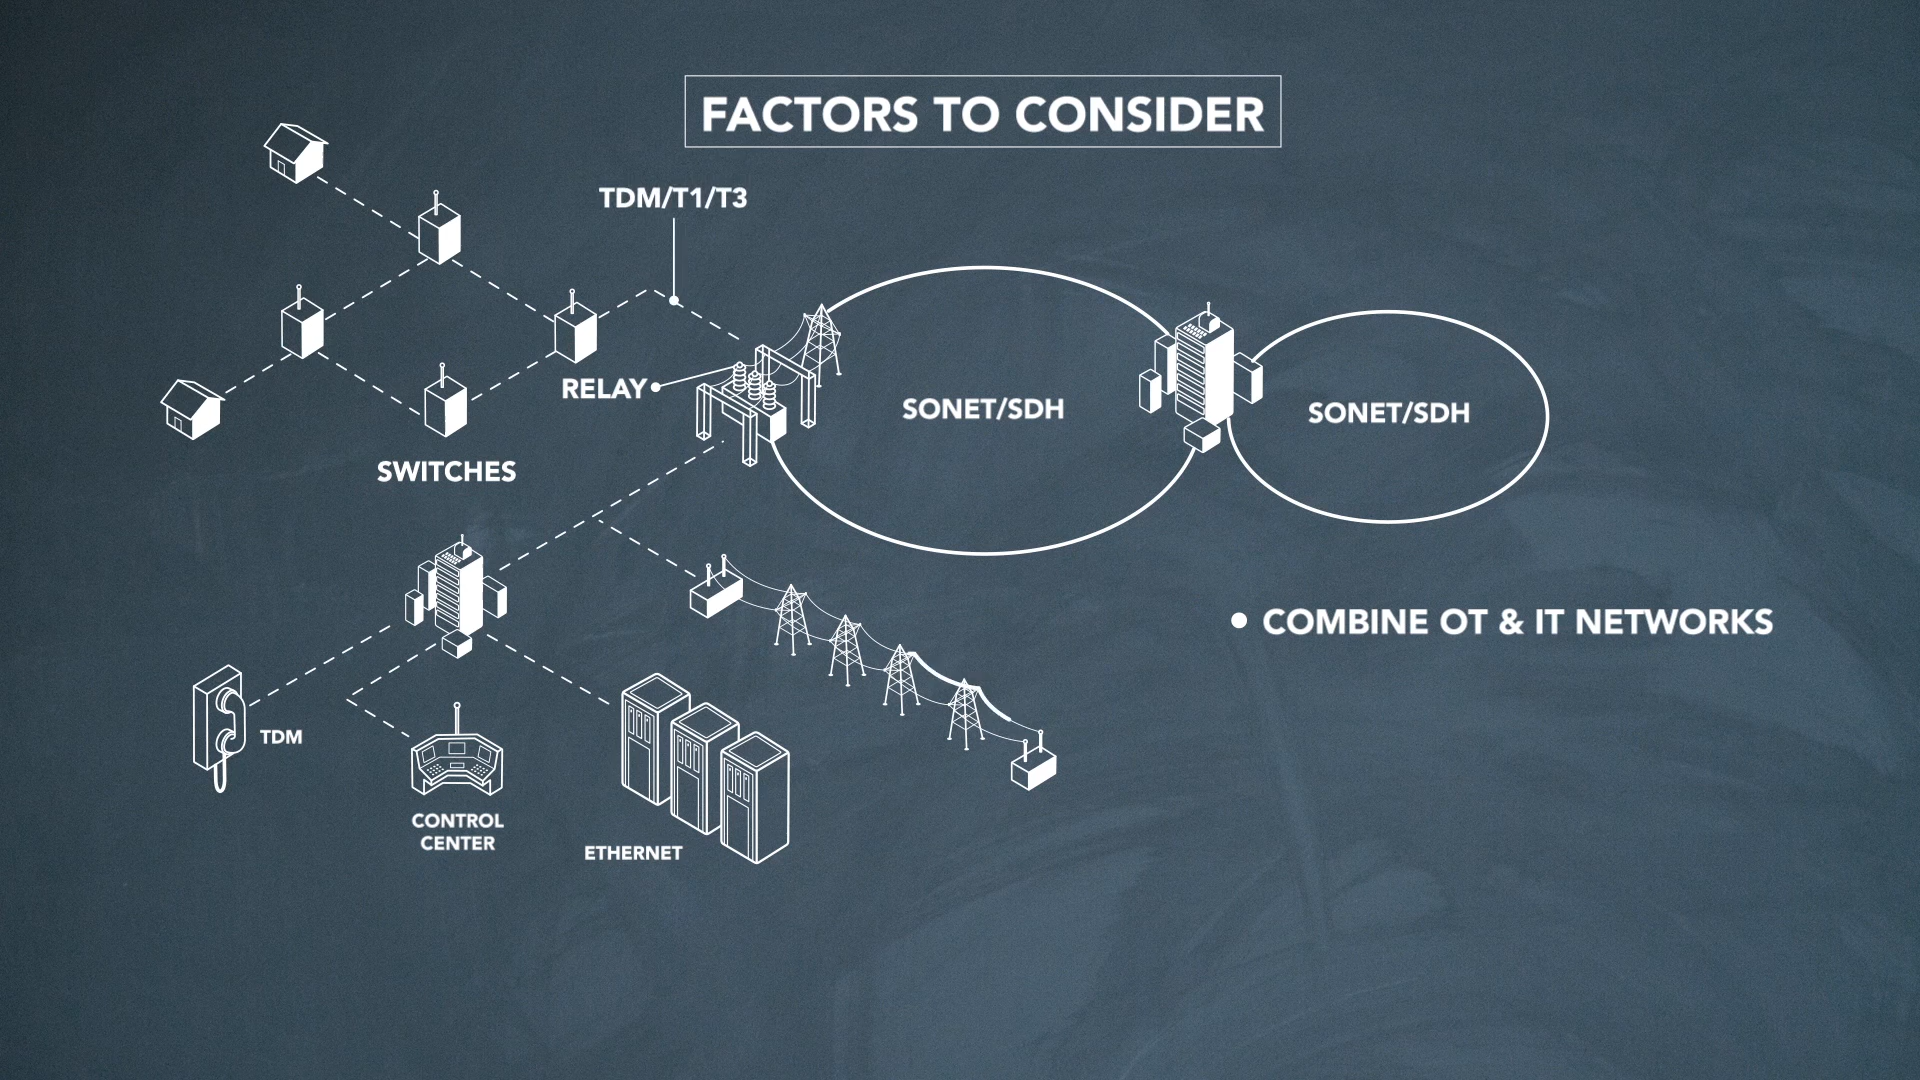 FACTORS TO CONSIDER
TDM/T1/T3
RELAY
SONET/SDH
SONET/SDH
SWITCHES
• COMBINE OT & IT NETWORKS
TDM
CONTROL
CENTER
ETHERNET